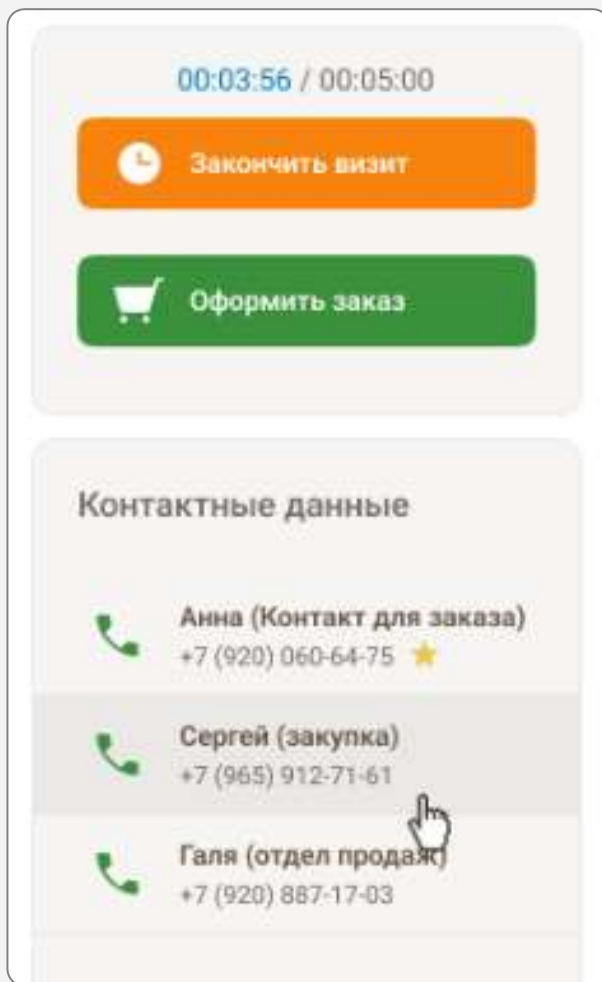 00:03:56 / 00:05:00
Закончить визит
Оформить заказ
Контактные данные
Анна (Контакт для заказа)
+7 (920) 060-64-75
Сергей (закупка)
+7 (965) 912-71-61
Галя (отдел продаж)
+7 (920) 887-17-03